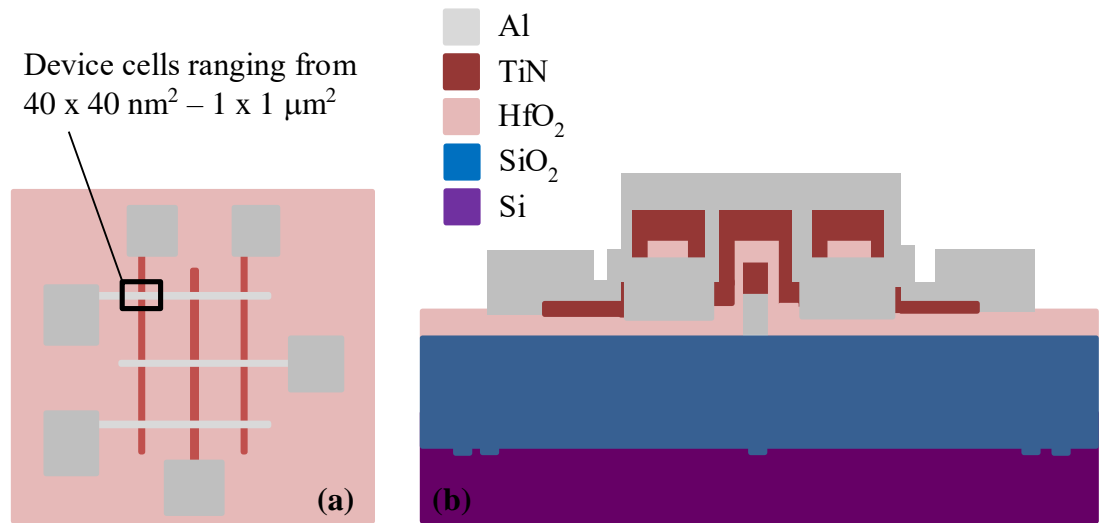 Device cells ranging from
40 x 40 nm² – 1 x 1 μm²
(a)
Al
TiN
HfO₂
SiO₂
Si
(b)